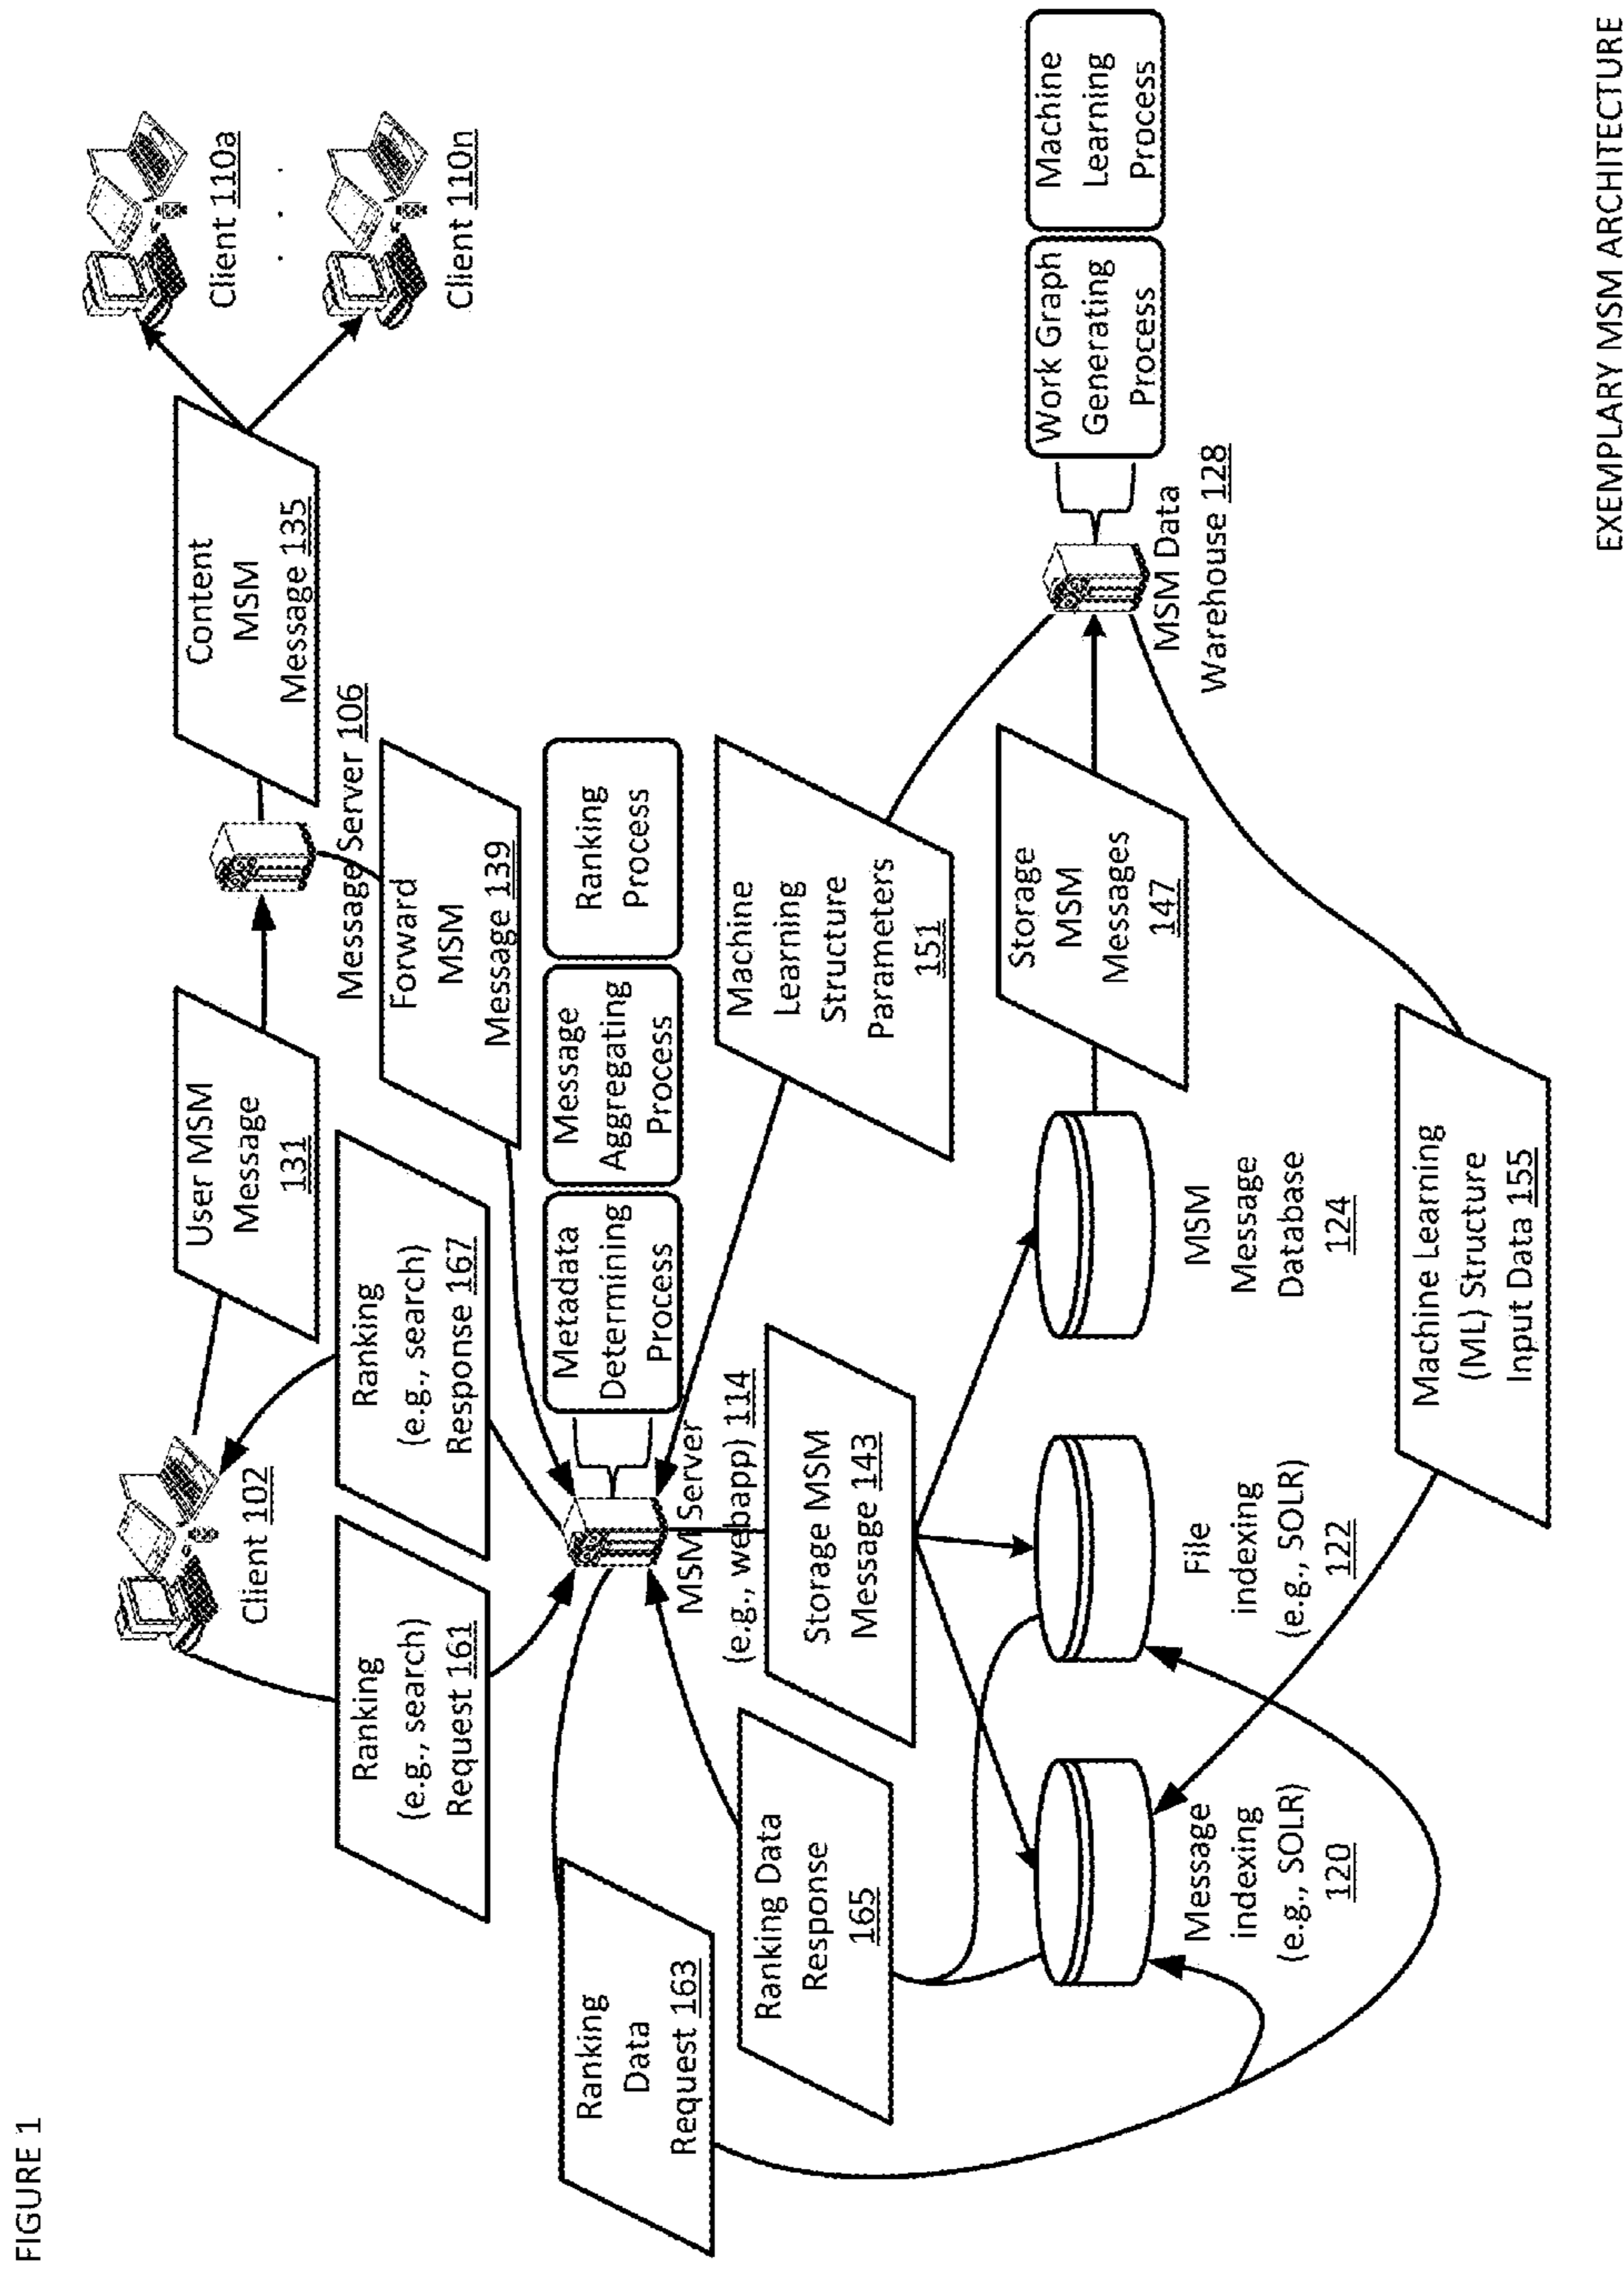 FIGURE 1
Client 102
User MSM
Message
131
Message Server 106
Content
MSM
Message 135
Client 110a
. . .
Client 110n
Ranking
(e.g., search)
Request 161
Ranking
(e.g., search)
Response 167
Forward
MSM
Message 139
Ranking
Data
Request 163
MSM Server
(e.g., webapp) 114
Metadata
Determining
Process
Message
Aggregating
Process
Ranking
Process
Ranking Data
Response
165
Storage MSM
Message 143
Machine
Learning
Structure
Parameters
151
Storage
MSM
Messages
147
MSM Data
Warehouse 128
Work Graph
Generating
Process
Machine
Learning
Process
Message
indexing
(e.g., SOLR)
120
File
indexing
(e.g., SOLR)
122
MSM
Message
Database
124
Machine Learning
(ML) Structure
Input Data 155
EXEMPLARY MSM ARCHITECTURE